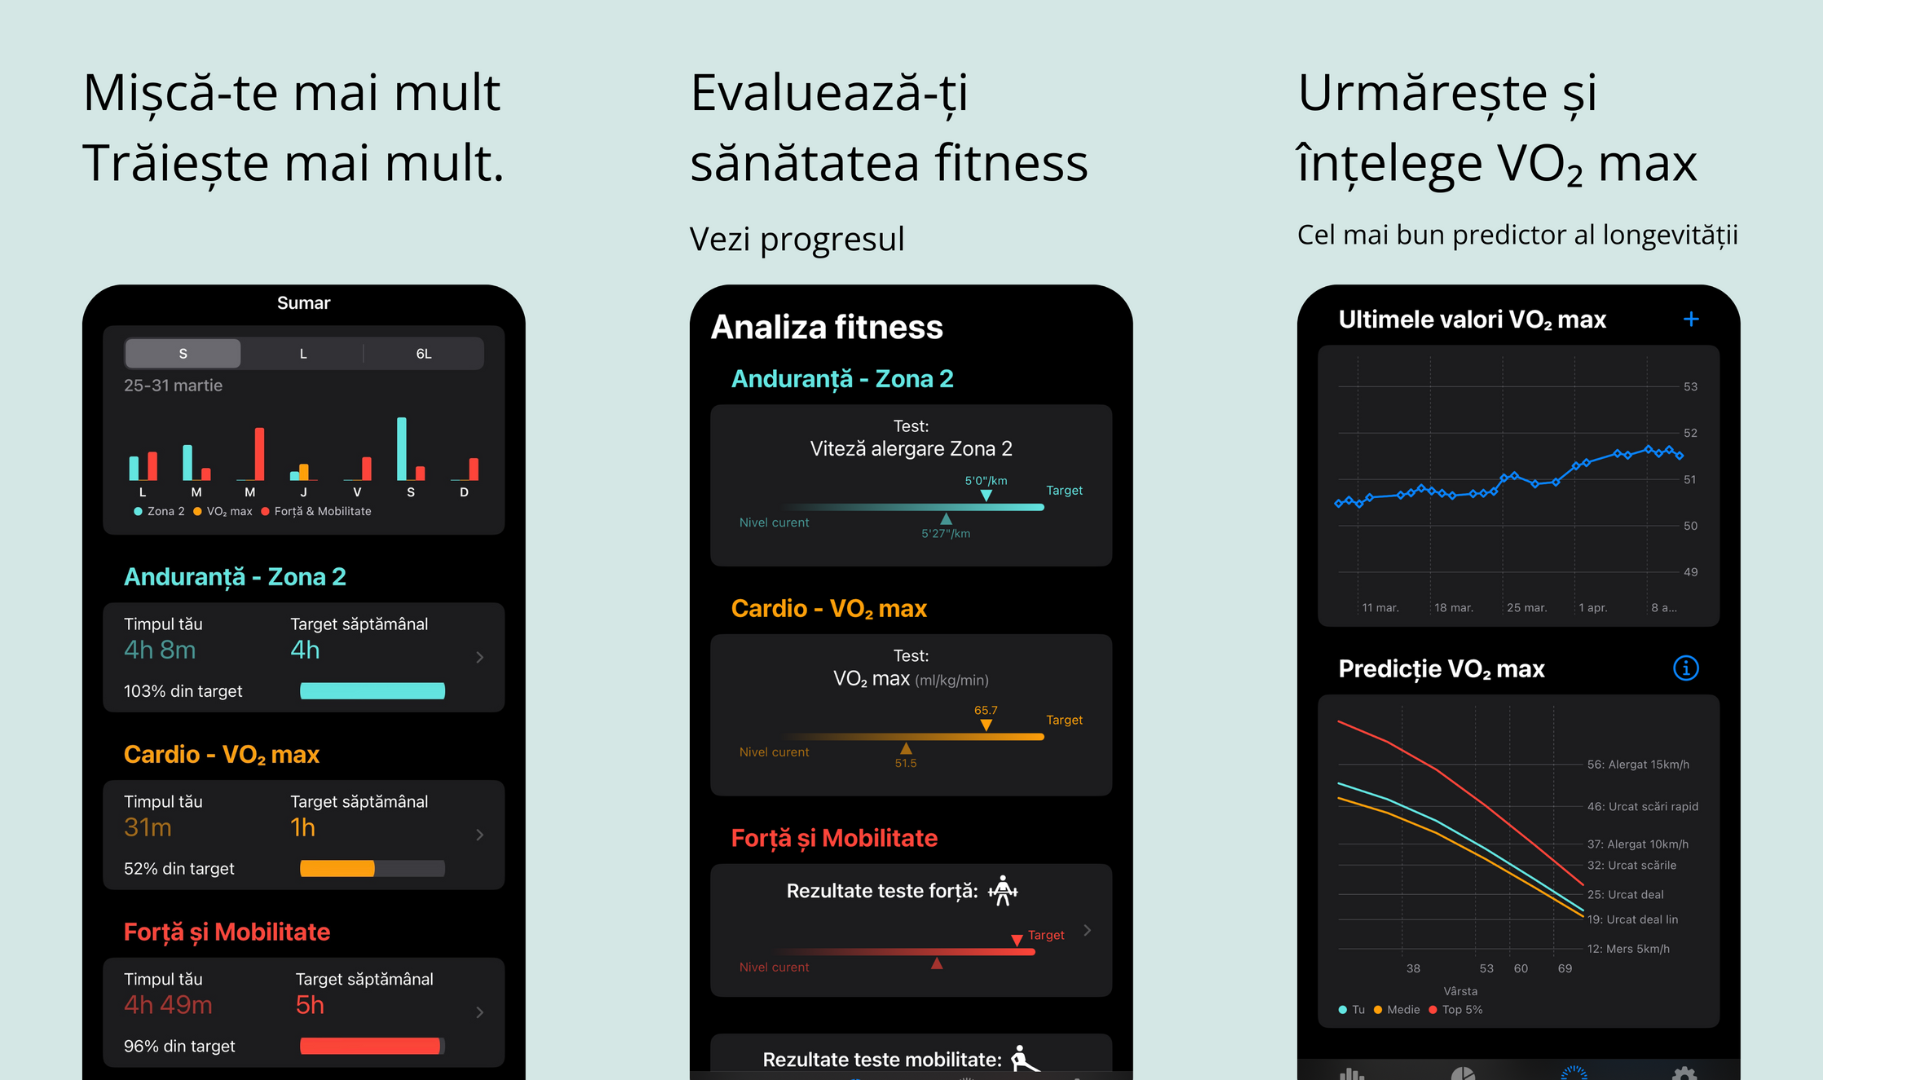 Mișcă-te mai mult
Trăiește mai mult.
Sumar
S L 6L
25-31 martie
L M M J V S D
Zona 2 VO₂ max Forță & Mobilitate
Anduranță - Zona 2
Timpul tău Target săptămânal
4h 8m 4h
103% din target
Cardio - VO₂ max
Timpul tău Target săptămânal
31m 1h
52% din target
Forță și Mobilitate
Timpul tău Target săptămânal
4h 49m 5h
96% din target
Evaluează-ți
sănătatea fitness
Vezi progresul
Analiza fitness
Anduranță - Zona 2
Test:
Viteză alergare Zona 2
5'0"/km
Target
Nivel curent
5'27"/km
Cardio - VO₂ max
Test:
VO₂ max (ml/kg/min)
65.7
Target
Nivel curent
51.5
Forță și Mobilitate
Rezultate teste forță:
Target
Nivel curent
Rezultate teste mobilitate:
Urmărește și
înțelege VO₂ max
Cel mai bun predictor al longevității
Ultimele valori VO₂ max +
53
52
51
50
49
11 mar. 18 mar. 25 mar. 1 apr. 8 a...
Predicție VO₂ max
56: Alergat 15km/h
46: Urcat scări rapid
37: Alergat 10km/h
32: Urcat scările
25: Urcat deal
19: Urcat deal lin
12: Mers 5km/h
38 53 60 69
Vârsta
Tu Medie Top 5%